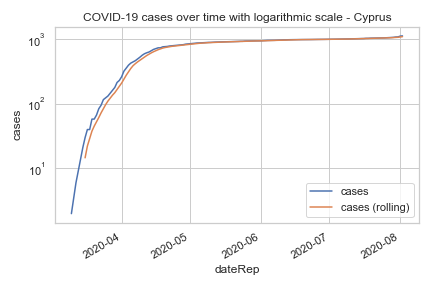 COVID-19 cases over time with logarithmic scale - Cyprus
10³
10²
10¹
cases
2020-04
2020-05
2020-06
2020-07
2020-08
dateRep
cases
cases (rolling)